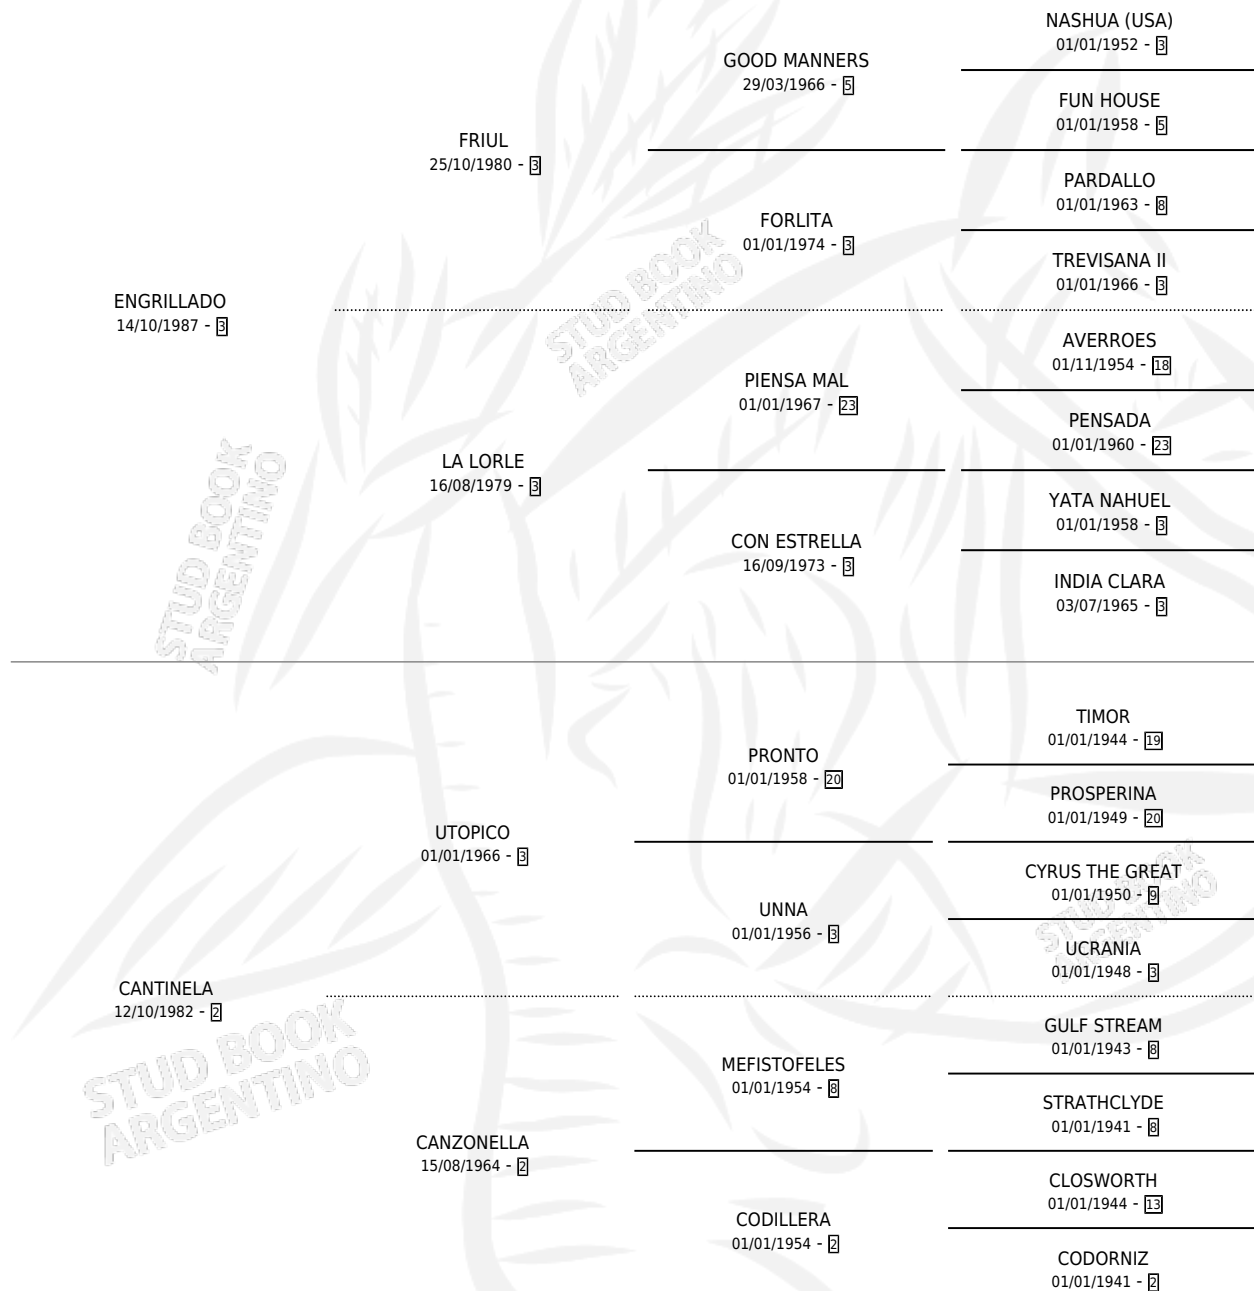 NASHUA (USA)
01/01/1952 - 3
GOOD MANNERS
29/03/1966 - 5
FUN HOUSE
01/01/1958 - 5
FRIUL
25/10/1980 - 3
PARDALLO
01/01/1963 - 8
FORLITA
01/01/1974 - 3
TREVISANA II
01/01/1966 - 3
STUD BOOK
ARGENTINO
ENGRILLADO
14/10/1987 - 3
AVERROES
01/11/1954 - 18
PIENSA MAL
01/01/1967 - 23
PENSADA
01/01/1960 - 23
LA LORLE
16/08/1979 - 3
YATA NAHUEL
01/01/1958 - 3
CON ESTRELLA
16/09/1973 - 3
INDIA CLARA
03/07/1965 - 3
STUD BOOK
ARGENTINO
TIMOR
01/01/1944 - 19
PRONTO
01/01/1958 - 20
PROSPERINA
01/01/1949 - 20
UTOPICO
01/01/1966 - 3
CYRUS THE GREAT
01/01/1950 - 9
UNNA
01/01/1956 - 3
UCRANIA
01/01/1948 - 3
STUD BOOK
ARGENTINO
CANTINELA
12/10/1982 - 2
GULF STREAM
01/01/1943 - 8
MEFISTOFELES
01/01/1954 - 8
STRATHCLYDE
01/01/1941 - 8
STUD BOOK
ARGENTINO
CANZONELLA
15/08/1964 - 2
CLOSWORTH
01/01/1944 - 13
CODILLERA
01/01/1954 - 2
CODORNIZ
01/01/1941 - 2